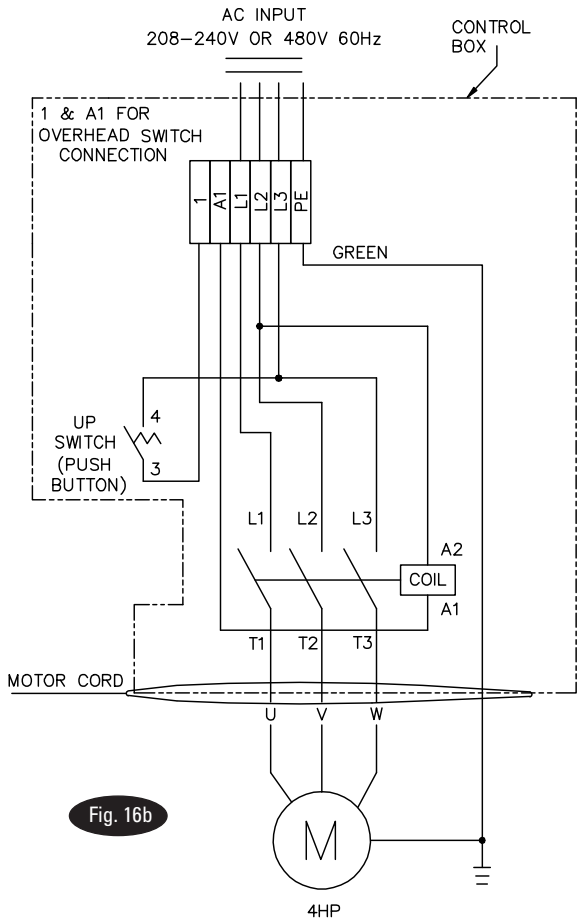 AC INPUT
208-240V OR 480V 60Hz
CONTROL
BOX
1 & A1 FOR
OVERHEAD SWITCH
CONNECTION
1
A1
L1
L2
L3
PE
GREEN
4
UP
SWITCH
(PUSH
BUTTON)
3
L1
L2
L3
A2
COIL
A1
T1
T2
T3
MOTOR CORD
U
V
W
M
Fig. 16b
4HP